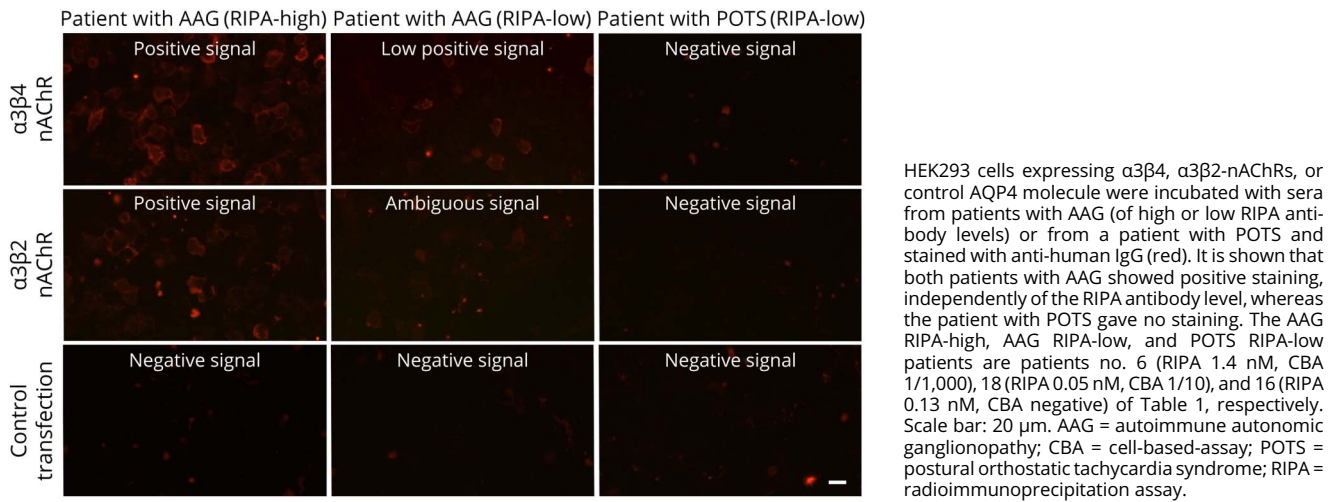 Patient with AAG (RIPA-high) Patient with AAG (RIPA-low) Patient with POTS (RIPA-low)
α3β4 nAChR
Positive signal
Low positive signal
Negative signal
α3β2 nAChR
Positive signal
Ambiguous signal
Negative signal
Control transfection
Negative signal
Negative signal
Negative signal
HEK293 cells expressing α3β4, α3β2-nAChRs, or
control AQP4 molecule were incubated with sera
from patients with AAG (of high or low RIPA anti-
body levels) or from a patient with POTS and
stained with anti-human IgG (red). It is shown that
both patients with AAG showed positive staining,
independently of the RIPA antibody level, whereas
the patient with POTS gave no staining. The AAG
RIPA-high, AAG RIPA-low, and POTS RIPA-low
patients are patients no. 6 (RIPA 1.4 nM, CBA
1/1,000), 18 (RIPA 0.05 nM, CBA 1/10), and 16 (RIPA
0.13 nM, CBA negative) of Table 1, respectively.
Scale bar: 20 μm. AAG = autoimmune autonomic
ganglionopathy; CBA = cell-based-assay; POTS =
postural orthostatic tachycardia syndrome; RIPA =
radioimmunoprecipitation assay.